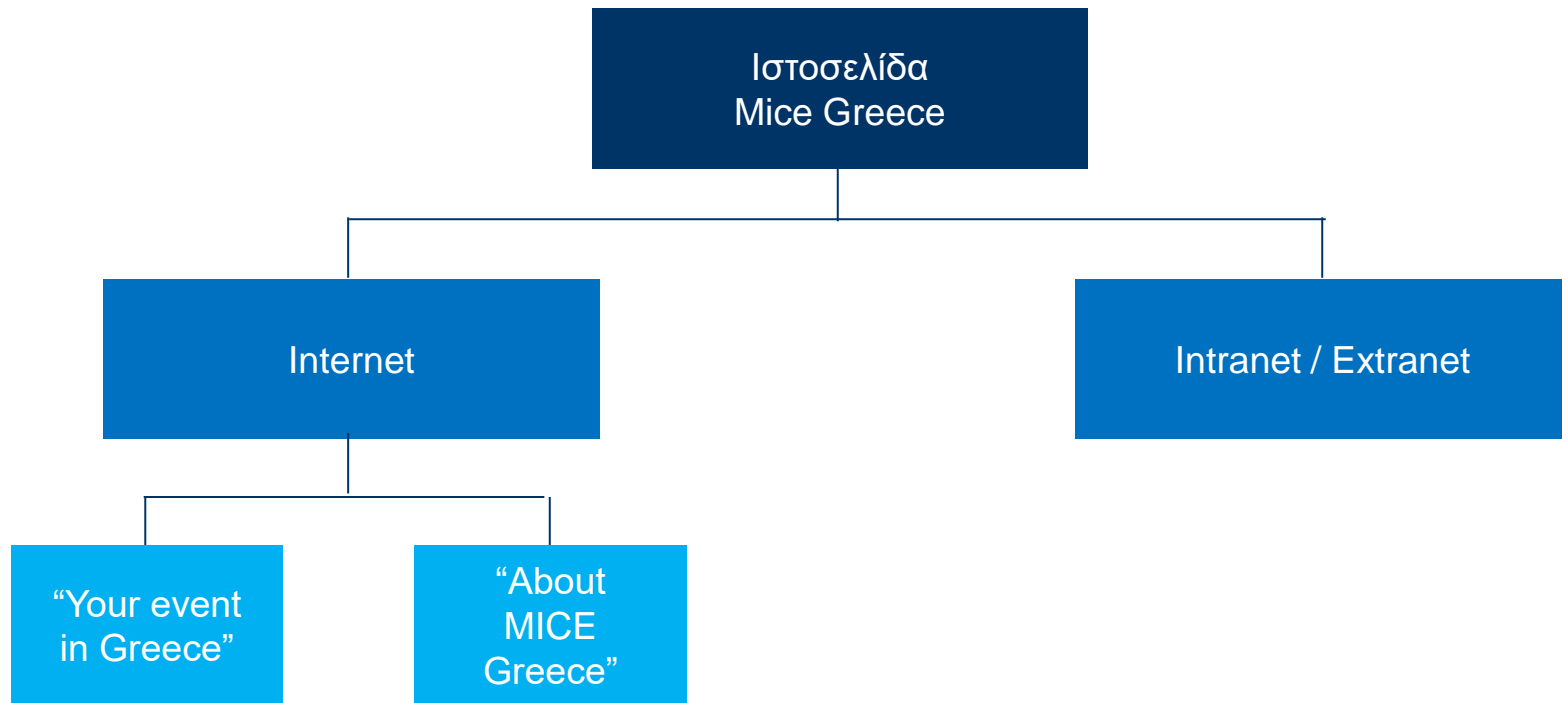 Ιστοσελίδα
Mice Greece
Internet
Intranet / Extranet
“Your event
in Greece”
“About
MICE
Greece”